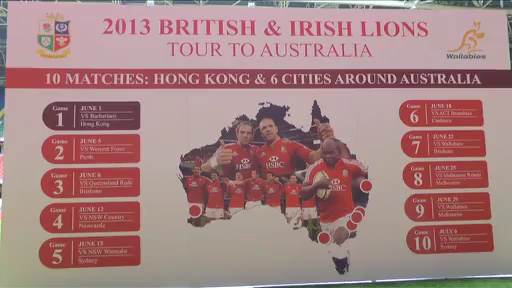 2013 BRITISH & IRISH LIONS
TOUR TO AUSTRALIA
Wallabies
10 MATCHES: HONG KONG & 6 CITIES AROUND AUSTRALIA
Game 1
JUNE 1
VS Barbarians
Hong Kong
Game 2
JUNE 5
VS Western Force
Perth
Game 3
JUNE 8
VS Queensland Reds
Brisbane
Game 4
JUNE 12
VS NSW Country
Newcastle
Game 5
JUNE 15
VS NSW Waratahs
Sydney
HSBC
HSBC
HSBC
Game 6
JUNE 18
VS ACT Brumbies
Canberra
Game 7
JUNE 22
VS Wallabies
Brisbane
Game 8
JUNE 25
VS Melbourne Rebels
Melbourne
Game 9
JUNE 29
VS Wallabies
Melbourne
Game 10
JULY 6
VS Wallabies
Sydney